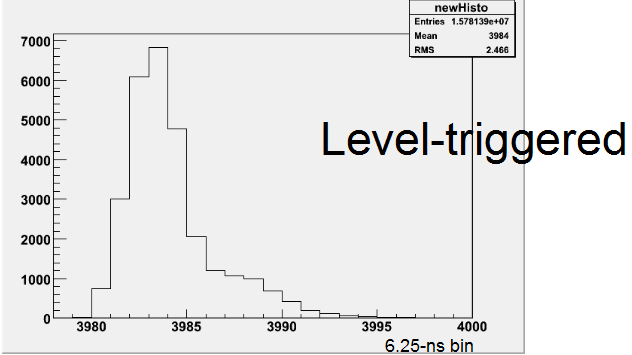 newHisto
Entries 1.578139e+07
Mean 3984
RMS 2.466
7000
6000
5000
4000
3000
2000
1000
0
Level-triggered
3980 3985 3990 3995 4000
6.25-ns bin